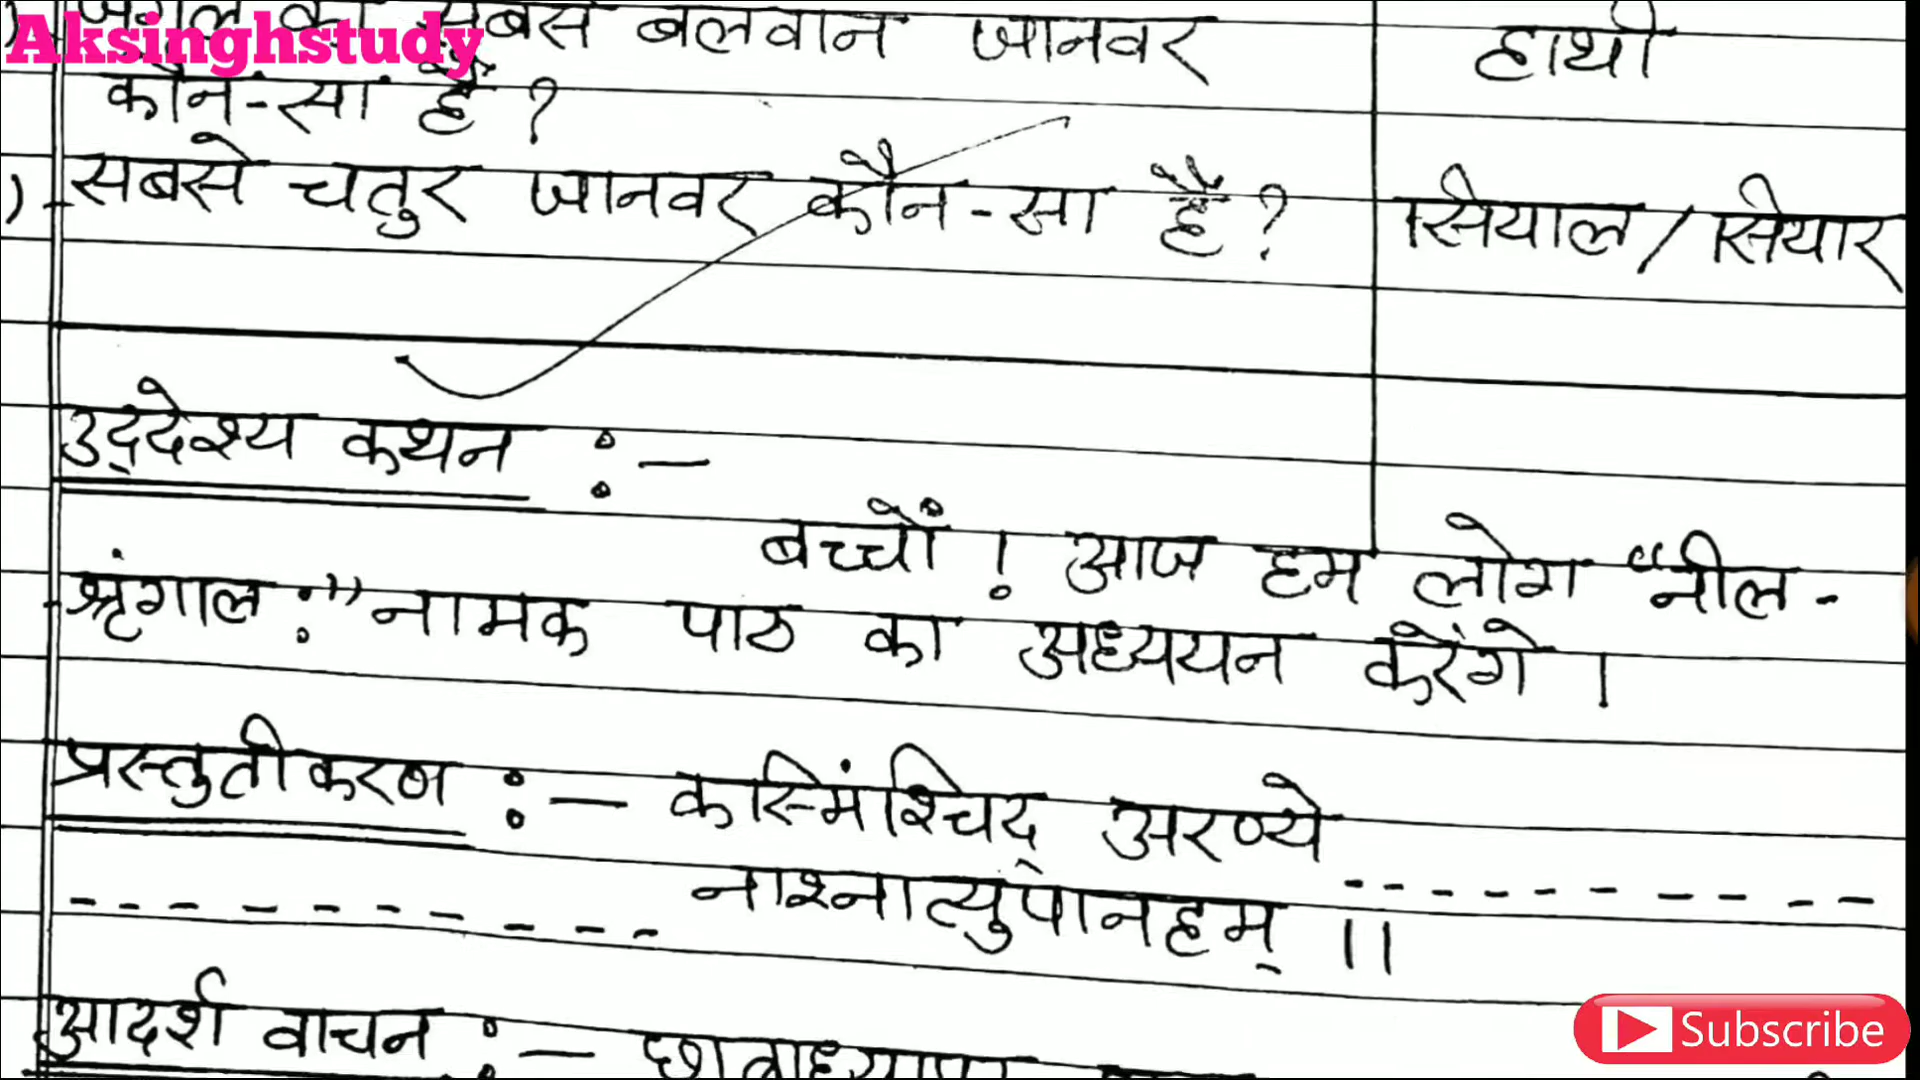 Aksinghstudy
सबसे बलवान जानवर हाथी
कौन-सा है ?
) सबसे चतुर जानवर कौन-सा है ? सियाल / सियार
उद्देश्य कथन :-
बच्चों ! आज हम लोग "नील-
श्रृंगाल:" नामक पाठ का अध्ययन करेंगे ।
प्रस्तुतीकरण :- कस्मिंश्चिद् अरण्ये
नाश्नात्युपानहम् ।।
आदर्श वाचन :-
Subscribe